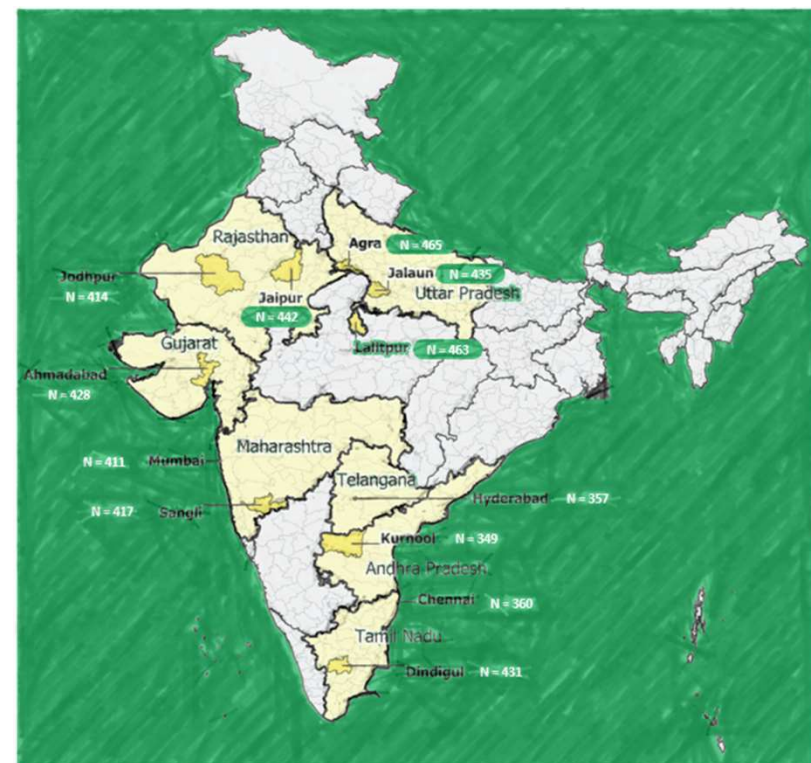 Rajasthan
Agra N = 465
Jodhpur
Jalaun N = 435
N = 414
Jaipur
Uttar Pradesh
N = 442
Gujarat
Lalitpur N = 463
Ahmadabad
N = 428
Maharashtra
N = 411 Mumbai
Telangana
Hyderabad N = 357
N = 417 Sangli
Kurnool N = 349
Andhra Pradesh
Chennai N = 360
Tamil Nadu
Dindigul N = 431